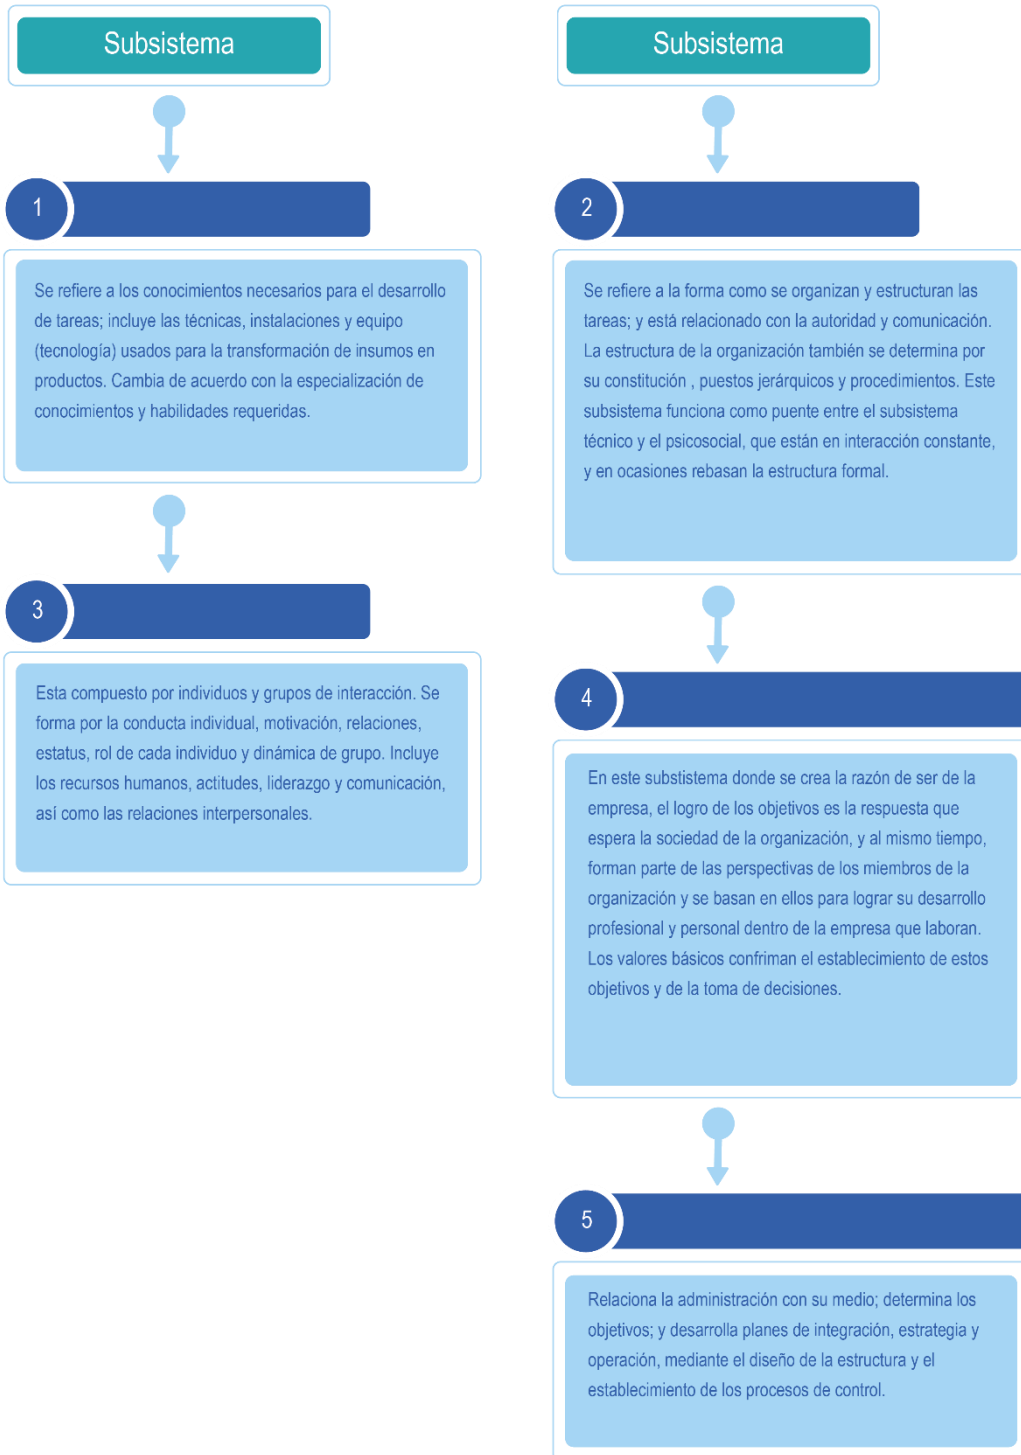 Subsistema
1
Se refiere a los conocimientos necesarios para el desarrollo
de tareas; incluye las técnicas, instalaciones y equipo
(tecnología) usados para la transformación de insumos en
productos. Cambia de acuerdo con la especialización de
conocimientos y habilidades requeridas.
3
Esta compuesto por individuos y grupos de interacción. Se
forma por la conducta individual, motivación, relaciones,
estatus, rol de cada individuo y dinámica de grupo. Incluye
los recursos humanos, actitudes, liderazgo y comunicación,
así como las relaciones interpersonales.
Subsistema
2
Se refiere a la forma como se organizan y estructuran las
tareas; y está relacionado con la autoridad y comunicación.
La estructura de la organización también se determina por
su constitución , puestos jerárquicos y procedimientos. Este
subsistema funciona como puente entre el subsistema
técnico y el psicosocial, que están en interacción constante,
y en ocasiones rebasan la estructura formal.
4
En este substistema donde se crea la razón de ser de la
empresa, el logro de los objetivos es la respuesta que
espera la sociedad de la organización, y al mismo tiempo,
forman parte de las perspectivas de los miembros de la
organización y se basan en ellos para lograr su desarrollo
profesional y personal dentro de la empresa que laboran.
Los valores básicos confriman el establecimiento de estos
objetivos y de la toma de decisiones.
5
Relaciona la administración con su medio; determina los
objetivos; y desarrolla planes de integración, estrategia y
operación, mediante el diseño de la estructura y el
establecimiento de los procesos de control.